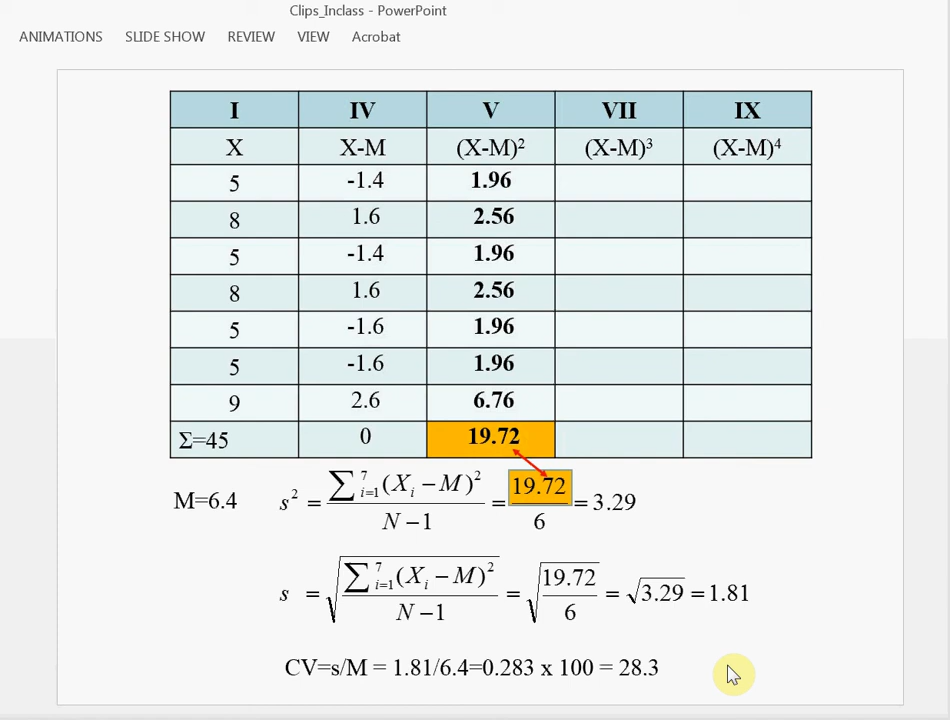 Clips_Inclass - PowerPoint
ANIMATIONS SLIDE SHOW REVIEW VIEW Acrobat
I IV V VII IX
X X-M (X-M)² (X-M)³ (X-M)⁴
5 -1.4 1.96
8 1.6 2.56
5 -1.4 1.96
8 1.6 2.56
5 -1.6 1.96
5 -1.6 1.96
9 2.6 6.76
Σ=45 0 19.72
M=6.4 s² = ∑⁷ᵢ₌₁(Xᵢ – M)² / N – 1 = 19.72 / 6 = 3.29
s = √(∑⁷ᵢ₌₁(Xᵢ – M)² / N – 1) = √(19.72 / 6) = √3.29 = 1.81
CV=s/M = 1.81/6.4=0.283 x 100 = 28.3